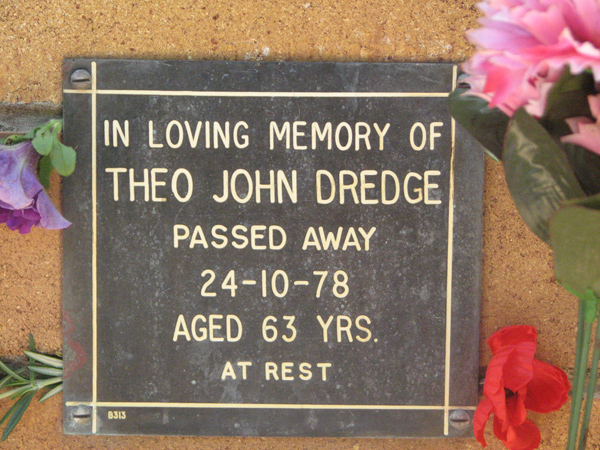 IN LOVING MEMORY OF
THEO JOHN DREDGE
PASSED AWAY
24-10-78
AGED 63 YRS.
AT REST
B313